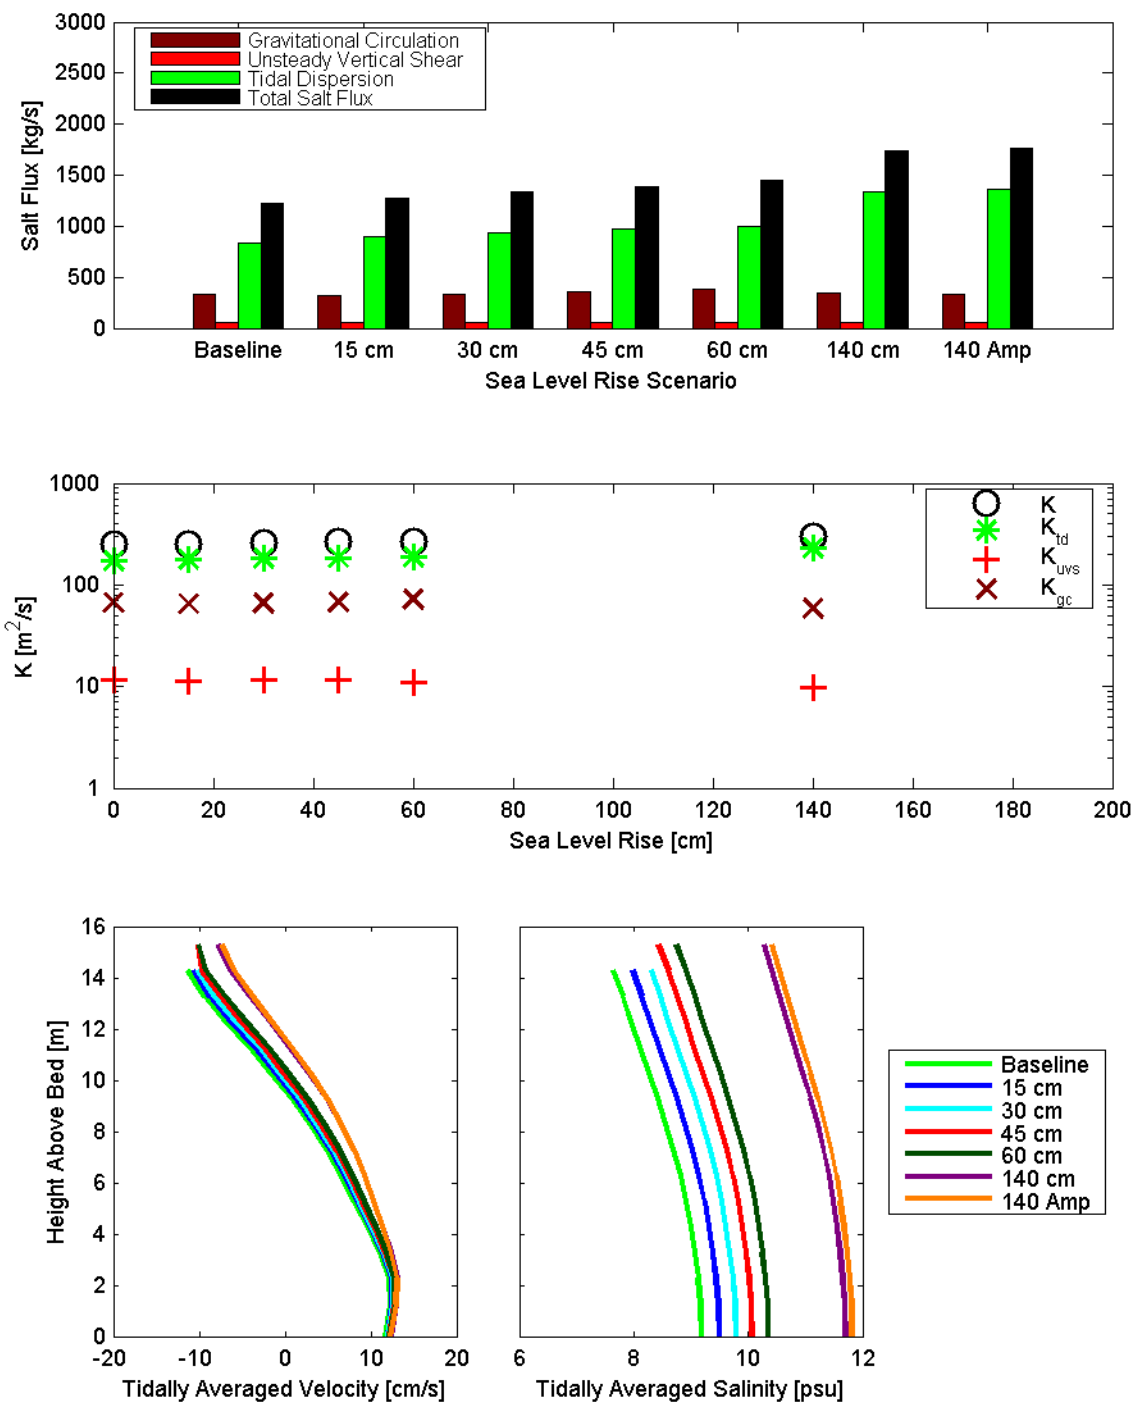 3000
2500
2000
1500
1000
500
0
Salt Flux [kg/s]
Gravitational Circulation
Unsteady Vertical Shear
Tidal Dispersion
Total Salt Flux
Baseline 15 cm 30 cm 45 cm 60 cm 140 cm 140 Amp
Sea Level Rise Scenario
1000
100
10
1
K [m²/s]
K
K_td
K_uvs
K_gc
0 20 40 60 80 100 120 140 160 180 200
Sea Level Rise [cm]
16
14
12
10
8
6
4
2
0
Height Above Bed [m]
-20 -10 0 10 20
Tidally Averaged Velocity [cm/s]
6 8 10 12
Tidally Averaged Salinity [psu]
Baseline
15 cm
30 cm
45 cm
60 cm
140 cm
140 Amp